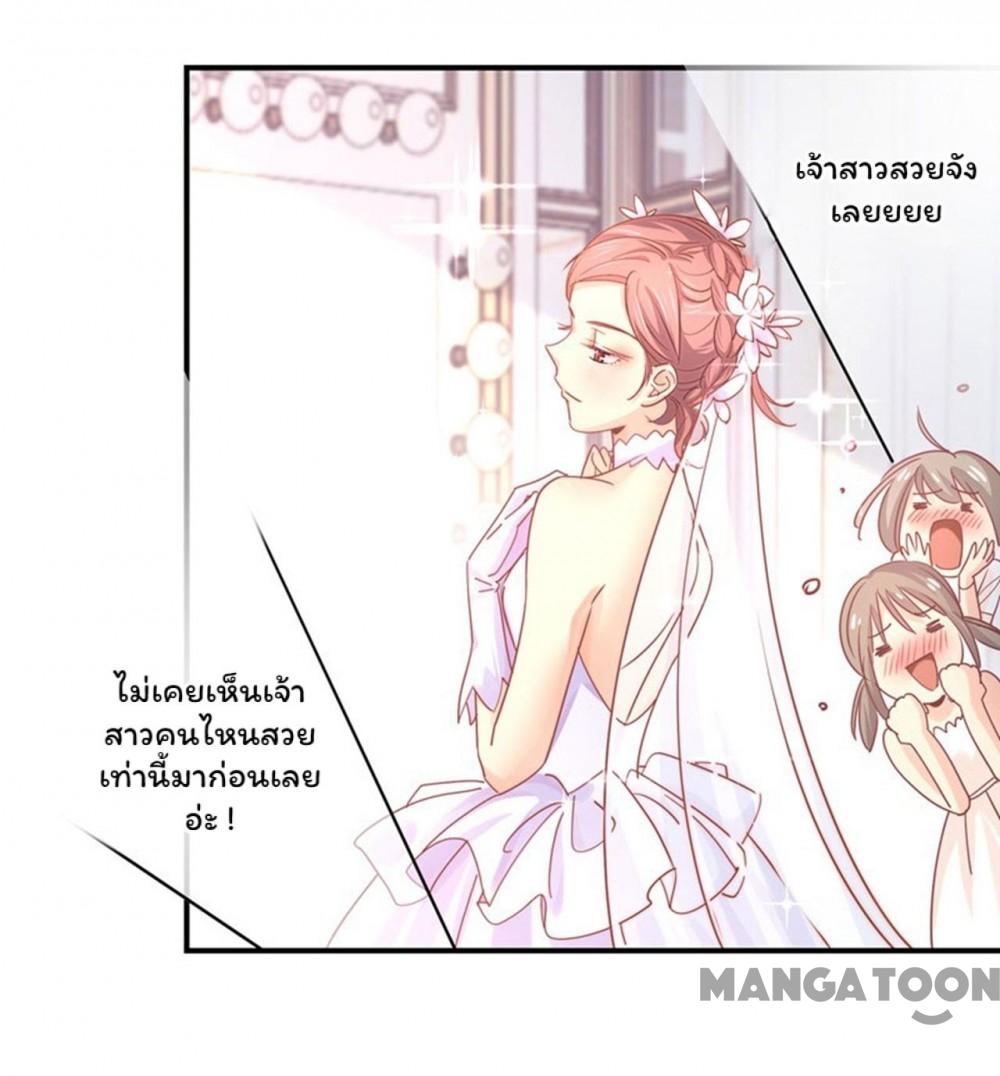 เจ้าสาวสวยจัง
เลยยยย
ไม่เคยเห็นเจ้า
สาวคนไหนสวย
เท่านี้มาก่อนเลย
อ่ะ !
MANGATOON